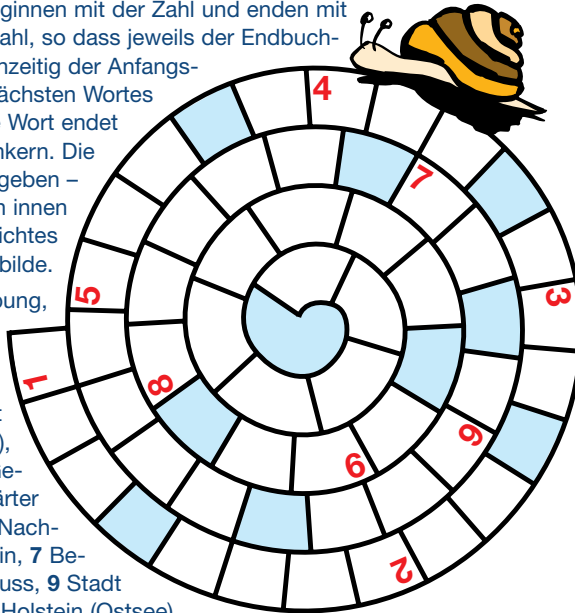 ginnen mit der Zahl und enden mit
ahl, so dass jeweils der Endbuch-
nzeitig der Anfangs-
ächsten Wortes
Wort endet
nkern. Die
geben –
innen
ichtes
bilde.
bung,
ärter
Nach-
in, 7 Be-
uss, 9 Stadt
Holstein (Ostsee)
4
7
3
5
1
8
6
9
2